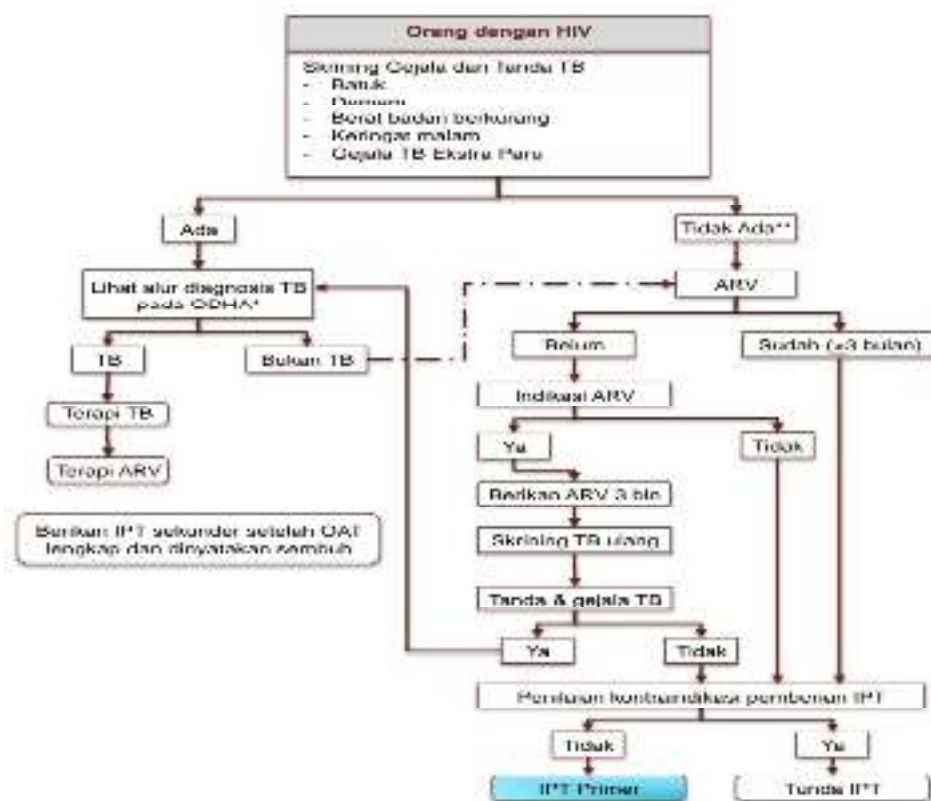 Orang dengan HIV
Skrining Gejala dan Tanda TB
- Batuk
- Demam
- Berat badan berkurang
- Keringat malam
- Gejala TB Ekstra Paru
Ada
Tidak Ada**
Lihat alur diagnosis TB
pada ODHA*
ARV
TB
Bukan TB
Belum
Sudah (≥3 bulan)
Terapi TB
Indikasi ARV
Terapi ARV
Ya
Tidak
Berikan ARV 3 bln
Berikan IPT sekunder setelah OAT
lengkap dan dinyatakan sembuh
Skrining TB ulang
Tanda & gejala TB
Ya
Tidak
Penilaian kontraindikasi pemberian IPT
Tidak
Ya
IPT Primer
Tunda IPT